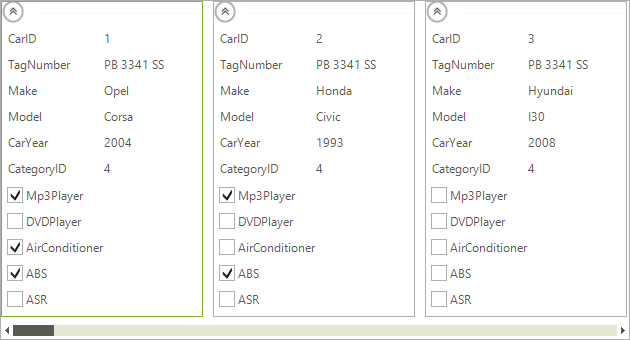 CarID 1
TagNumber PB 3341 SS
Make Opel
Model Corsa
CarYear 2004
CategoryID 4
Mp3Player
DVDPlayer
AirConditioner
ABS
ASR
CarID 2
TagNumber PB 3341 SS
Make Honda
Model Civic
CarYear 1993
CategoryID 4
Mp3Player
DVDPlayer
AirConditioner
ABS
ASR
CarID 3
TagNumber PB 3341 SS
Make Hyundai
Model I30
CarYear 2008
CategoryID 4
Mp3Player
DVDPlayer
AirConditioner
ABS
ASR